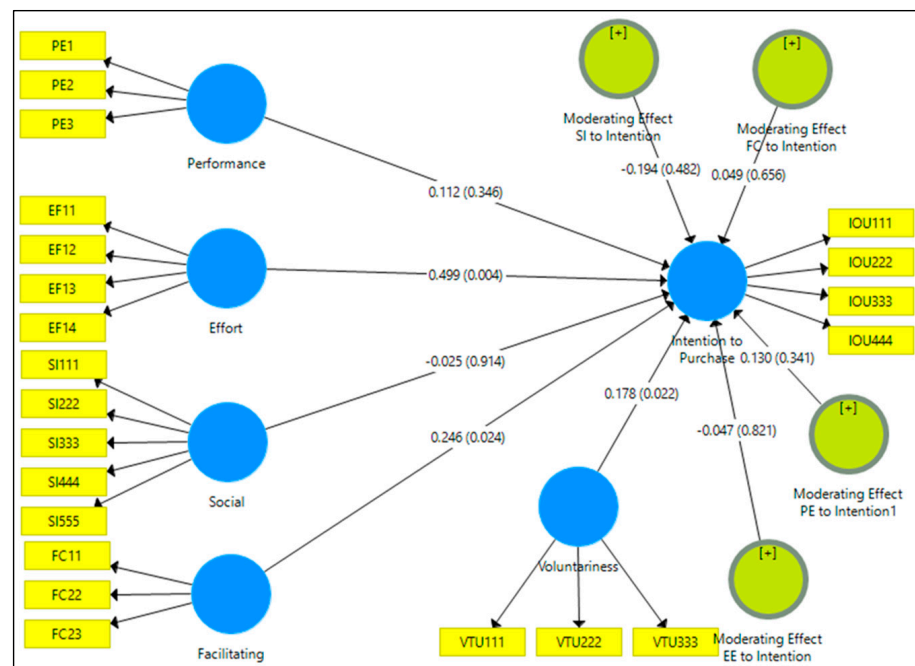 PE1
PE2
PE3
Performance
EF11
EF12
EF13
EF14
Effort
SI111
SI222
SI333
SI444
SI555
Social
FC11
FC22
FC23
Facilitating
0.112 (0.346)
0.499 (0.004)
-0.025 (0.914)
0.246 (0.024)
[+]
Moderating Effect
SI to Intention
-0.194 (0.482)
[+]
Moderating Effect
FC to Intention
0.049 (0.656)
Intention to
Purchase
IOU111
IOU222
IOU333
IOU444
0.130 (0.341)
[+]
Moderating Effect
PE to Intention1
0.178 (0.022)
-0.047 (0.821)
[+]
Moderating Effect
EE to Intention
Voluntariness
VTU111
VTU222
VTU333